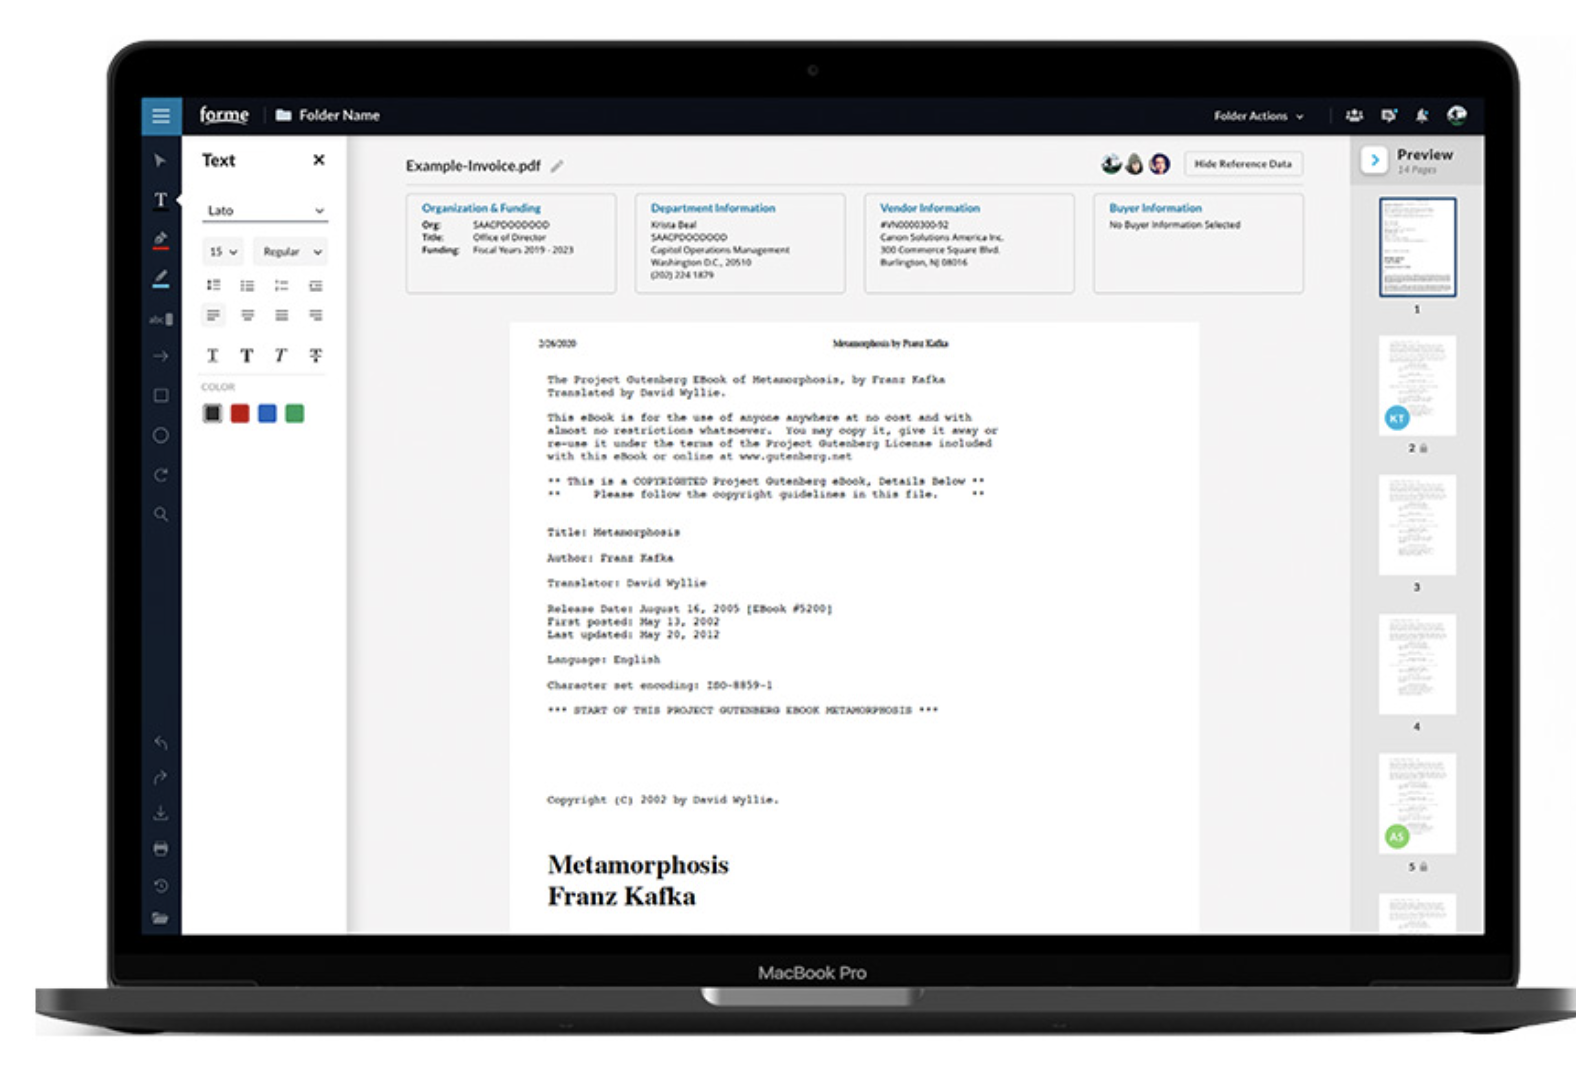 forme
Folder Name
Folder Actions
Text
Lato
15
Regular
COLOR
Example-Invoice.pdf
Hide Reference Data
Organization & Funding
Org: SAACPDODODOO
Title: Office of Director
Funding: Fiscal Years 2019 - 2023
Department Information
Krista Beal
SAACPDODODOO
Capitol Operations Management
Washington D.C., 20510
(202) 224 1879
Vendor Information
#VN0000300-92
Canon Solutions America Inc.
300 Commerce Square Blvd.
Burlington, NJ 08016
Buyer Information
No Buyer Information Selected
2/26/2020
Metamorphosis by Franz Kafka
The Project Gutenberg EBook of Metamorphosis, by Franz Kafka
Translated by David Wyllie.
This eBook is for the use of anyone anywhere at no cost and with
almost no restrictions whatsoever. You may copy it, give it away or
re-use it under the terms of the Project Gutenberg License included
with this eBook or online at www.gutenberg.net
** This is a COPYRIGHTED Project Gutenberg eBook, Details Below **
** Please follow the copyright guidelines in this file. **
Title: Metamorphosis
Author: Franz Kafka
Translator: David Wyllie
Release Date: August 16, 2005 [EBook #5200]
First posted: May 13, 2002
Last updated: May 20, 2012
Language: English
Character set encoding: ISO-8859-1
*** START OF THIS PROJECT GUTENBERG EBOOK METAMORPHOSIS ***
Copyright (C) 2002 by David Wyllie.
Metamorphosis
Franz Kafka
Preview
14 Pages
1
KT
2
3
4
AS
5
abc
MacBook Pro